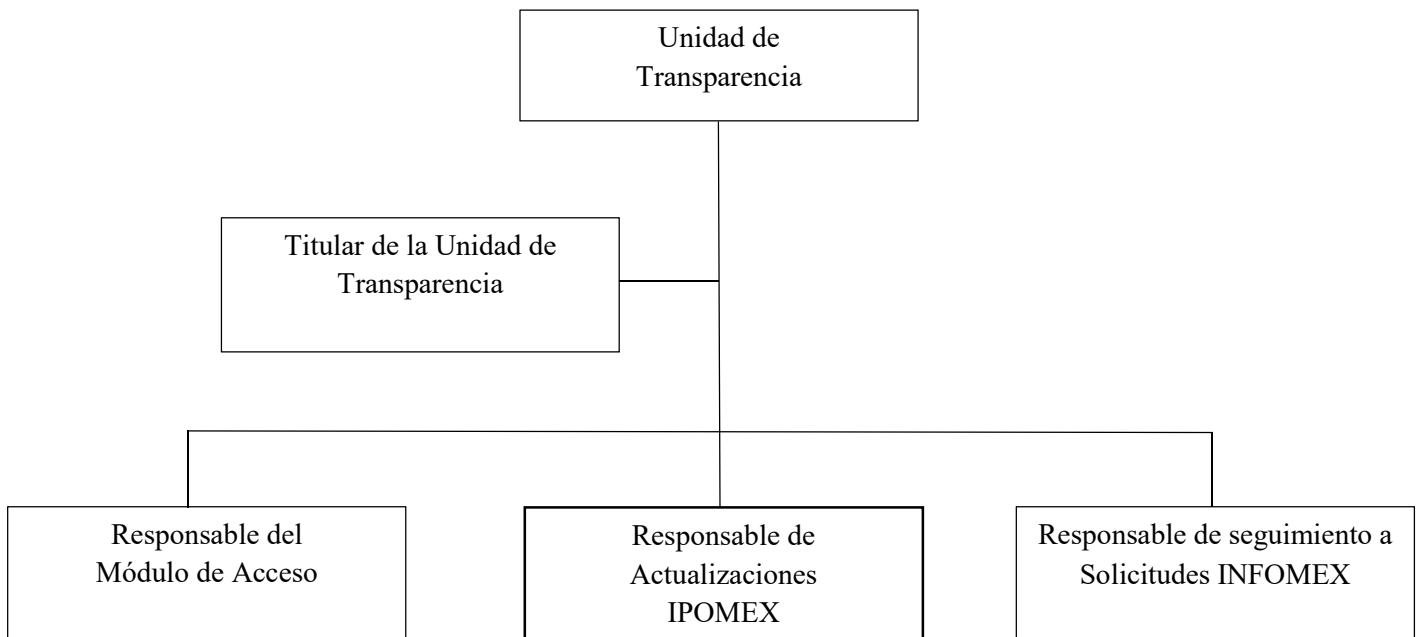 Unidad de
Transparencia
Titular de la Unidad de
Transparencia
Responsable del
Módulo de Acceso
Responsable de
Actualizaciones
IPOMEX
Responsable de seguimiento a
Solicitudes INFOMEX